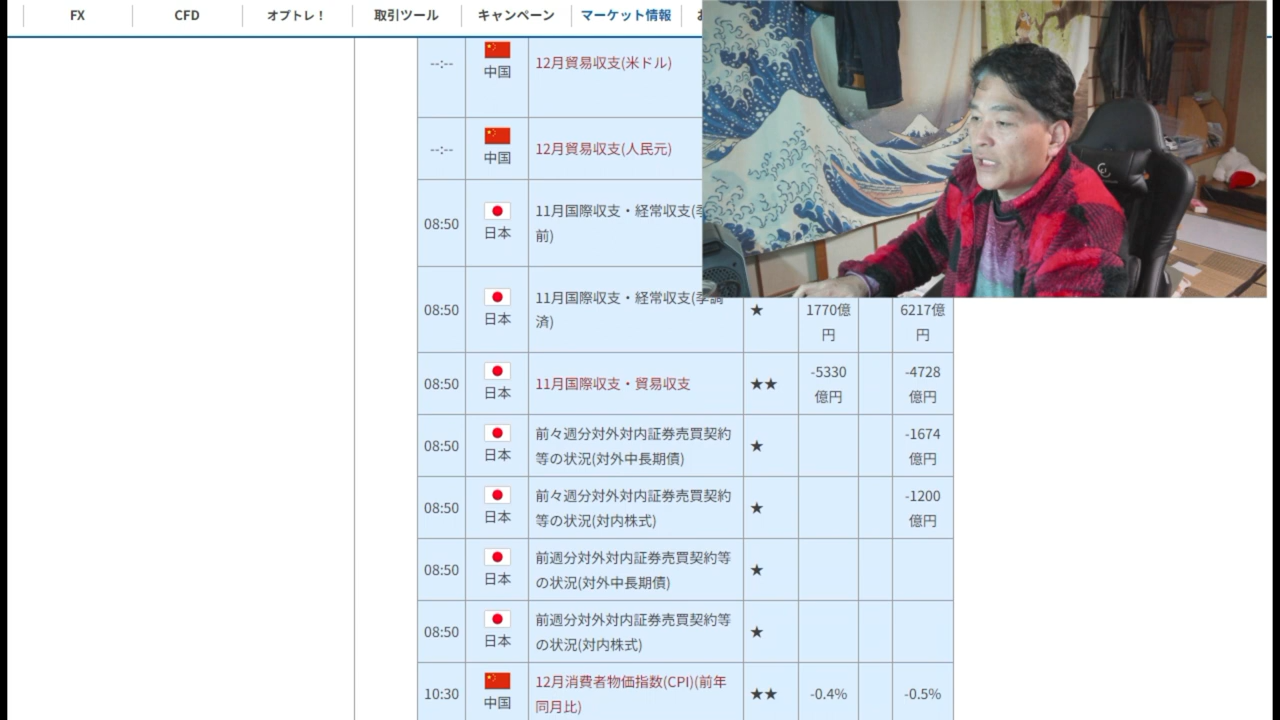 FX CFD オプトレ！ 取引ツール キャンペーン マーケット情報
--:-- 中国 12月貿易収支(米ドル)
--:-- 中国 12月貿易収支(人民元)
08:50 日本 11月国際収支・経常収支(
前)
08:50 日本 11月国際収支・経常収支(季調
済) ★ 1770億
円 6217億
円
08:50 日本 11月国際収支・貿易収支 ★★ -5330
億円 -4728
億円
08:50 日本 前々週分対外対内証券売買契約
等の状況(対外中長期債) ★ -1674
億円
08:50 日本 前々週分対外対内証券売買契約
等の状況(対内株式) ★ -1200
億円
08:50 日本 前週分対外対内証券売買契約等
の状況(対外中長期債) ★
08:50 日本 前週分対外対内証券売買契約等
の状況(対内株式) ★
10:30 中国 12月消費者物価指数(CPI)(前年
同月比) ★★ -0.4% -0.5%